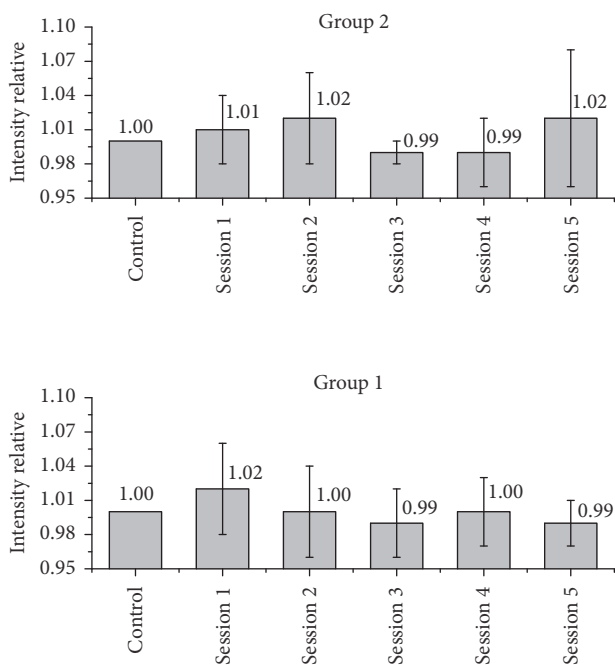 Group 2
Intensity relative
1.10
1.07
1.04
1.01
0.98
0.95
1.00
1.01
1.02
0.99
0.99
1.02
Control
Session 1
Session 2
Session 3
Session 4
Session 5
Group 1
Intensity relative
1.10
1.07
1.04
1.01
0.98
0.95
1.00
1.02
1.00
0.99
1.00
0.99
Control
Session 1
Session 2
Session 3
Session 4
Session 5